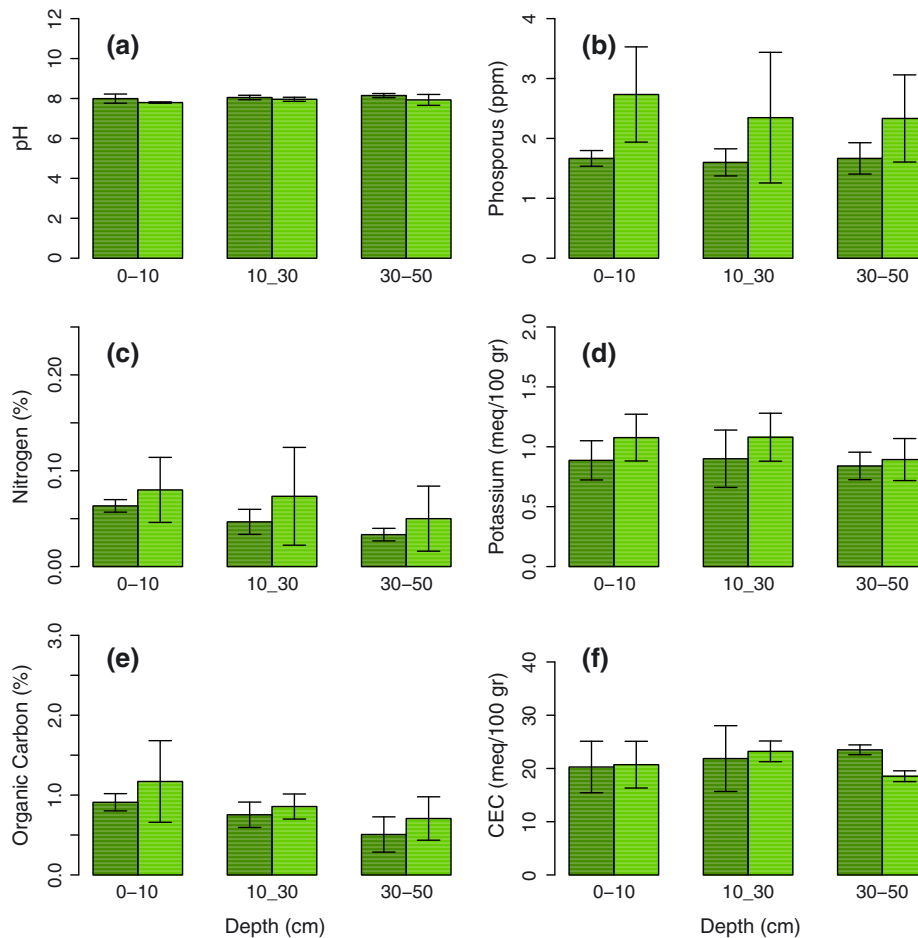 (a)
pH
0 2 4 6 8 10 12
0–10 10_30 30–50
(b)
Phosporus (ppm)
0 1 2 3 4
0–10 10_30 30–50
(c)
Nitrogen (%)
0.00 0.10 0.20
0–10 10_30 30–50
(d)
Potassium (meq/100 gr)
0.0 0.5 1.0 1.5 2.0
0–10 10_30 30–50
(e)
Organic Carbon (%)
0.0 1.0 2.0 3.0
0–10 10_30 30–50
Depth (cm)
(f)
CEC (meq/100 gr)
0 10 20 30 40
0–10 10_30 30–50
Depth (cm)